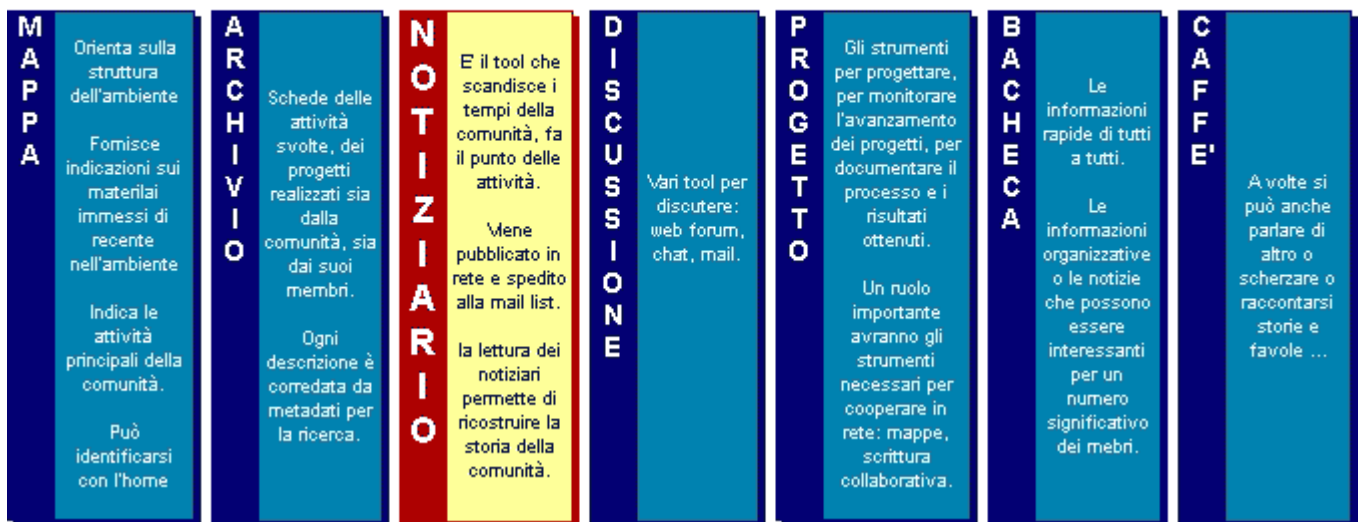 MAPPA
Orienta sulla
struttura
dell'ambiente
Fornisce
indicazioni sui
materilai
immessi di
recente
nell'ambiente
Indica le
attività
principali della
comunità.
Può
identificarsi
con l'home
ARCHIVIO
Schede delle
attività
svolte, dei
progetti
realizzati sia
dalla
comunità, sia
dai suoi
membri.
Ogni
descrizione è
corredata da
metadati per
la ricerca.
NOTIZIARIO
E' il tool che
scandisce i
tempi della
comunità, fa
il punto delle
attività.
Viene
pubblicato in
rete e spedito
alla mail list.
la lettura dei
notiziari
permette di
ricostruire la
storia della
comunità.
DISCUSSIONE
Vari tool per
discutere:
web forum,
chat, mail.
PROGETTO
Gli strumenti
per progettare,
per monitorare
l'avanzamento
dei progetti, per
documentare il
processo e i
risultati
ottenuti.
Un ruolo
importante
avranno gli
strumenti
necessari per
cooperare in
rete: mappe,
scrittura
collaborativa.
BACHECA
Le
informazioni
rapide di tutti
a tutti.
Le
informazioni
organizzative
o le notizie
che possono
essere
interessanti
per un
numero
significativo
dei mebri.
CAFFE'
A volte si
può anche
parlare di
altro o
scherzare o
raccontarsi
storie e
favole ...